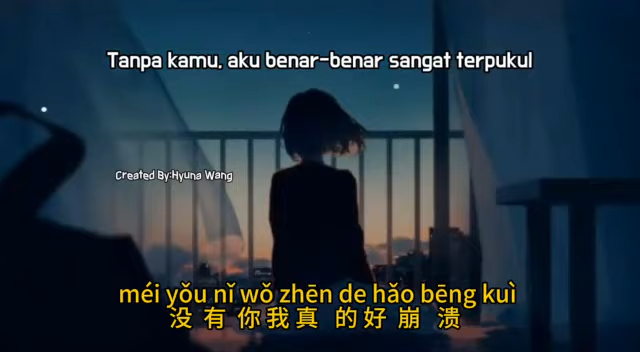 Tanpa kamu, aku benar-benar sangat terpukul
Created By:Hyuna Wang
méi yǒu nǐ wǒ zhēn de hǎo bēng kuì
没 有 你 我 真 的 好 崩 溃